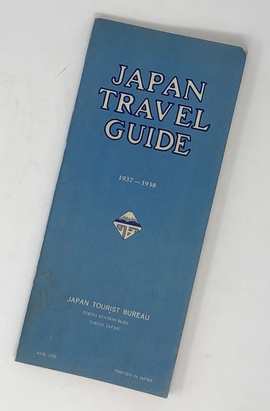 JAPAN
TRAVEL
GUIDE
1937-1938
JAPAN TOURIST BUREAU
TOKYO STATION BLDG.
TOKYO, JAPAN
PRINTED IN JAPAN